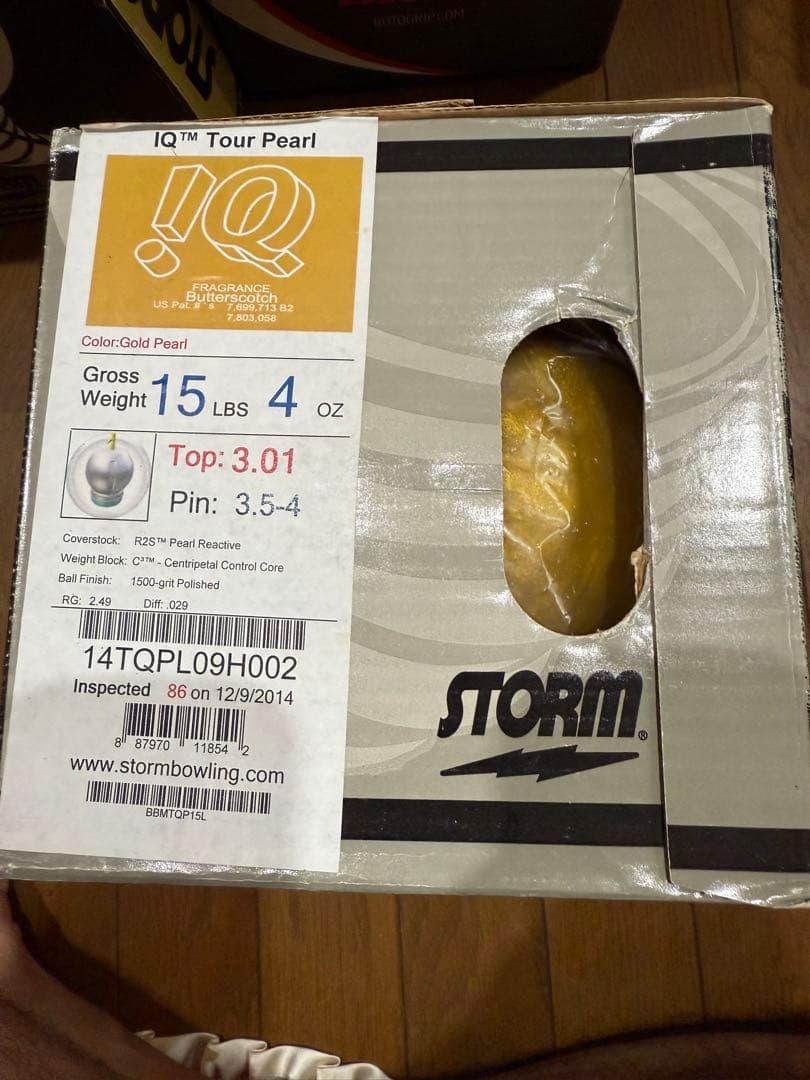 ROTOGRIP.COM
STO
IQ™ Tour Pearl
!Q
FRAGRANCE
Butterscotch
US Pat. #'s 7,699,713 B2
7,803,058
Color:Gold Pearl
Gross Weight 15 LBS 4 OZ
Top: 3.01
Pin: 3.5-4
Coverstock: R2S™ Pearl Reactive
Weight Block: C³™ - Centripetal Control Core
Ball Finish: 1500-grit Polished
RG: 2.49 Diff: .029
14TQPL09H002
Inspected 86 on 12/9/2014
8 87970 11854 2
www.stormbowling.com
BBMTQP15L
STORM®